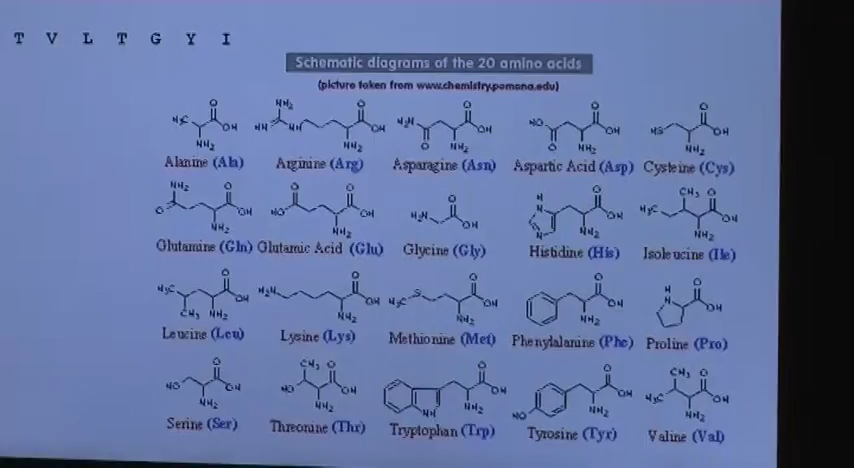 T V L T G Y I
Schematic diagrams of the 20 amino acids
(picture taken from www.chemistry.pomona.edu)
Alanine (Ala) Arginine (Arg) Asparagine (Asn) Aspartic Acid (Asp) Cysteine (Cys)
Glutamine (Gln) Glutamic Acid (Glu) Glycine (Gly) Histidine (His) Isoleucine (Ile)
Leucine (Leu) Lysine (Lys) Methionine (Met) Phenylalanine (Phe) Proline (Pro)
Serine (Ser) Threonine (Thr) Tryptophan (Trp) Tyrosine (Tyr) Valine (Val)